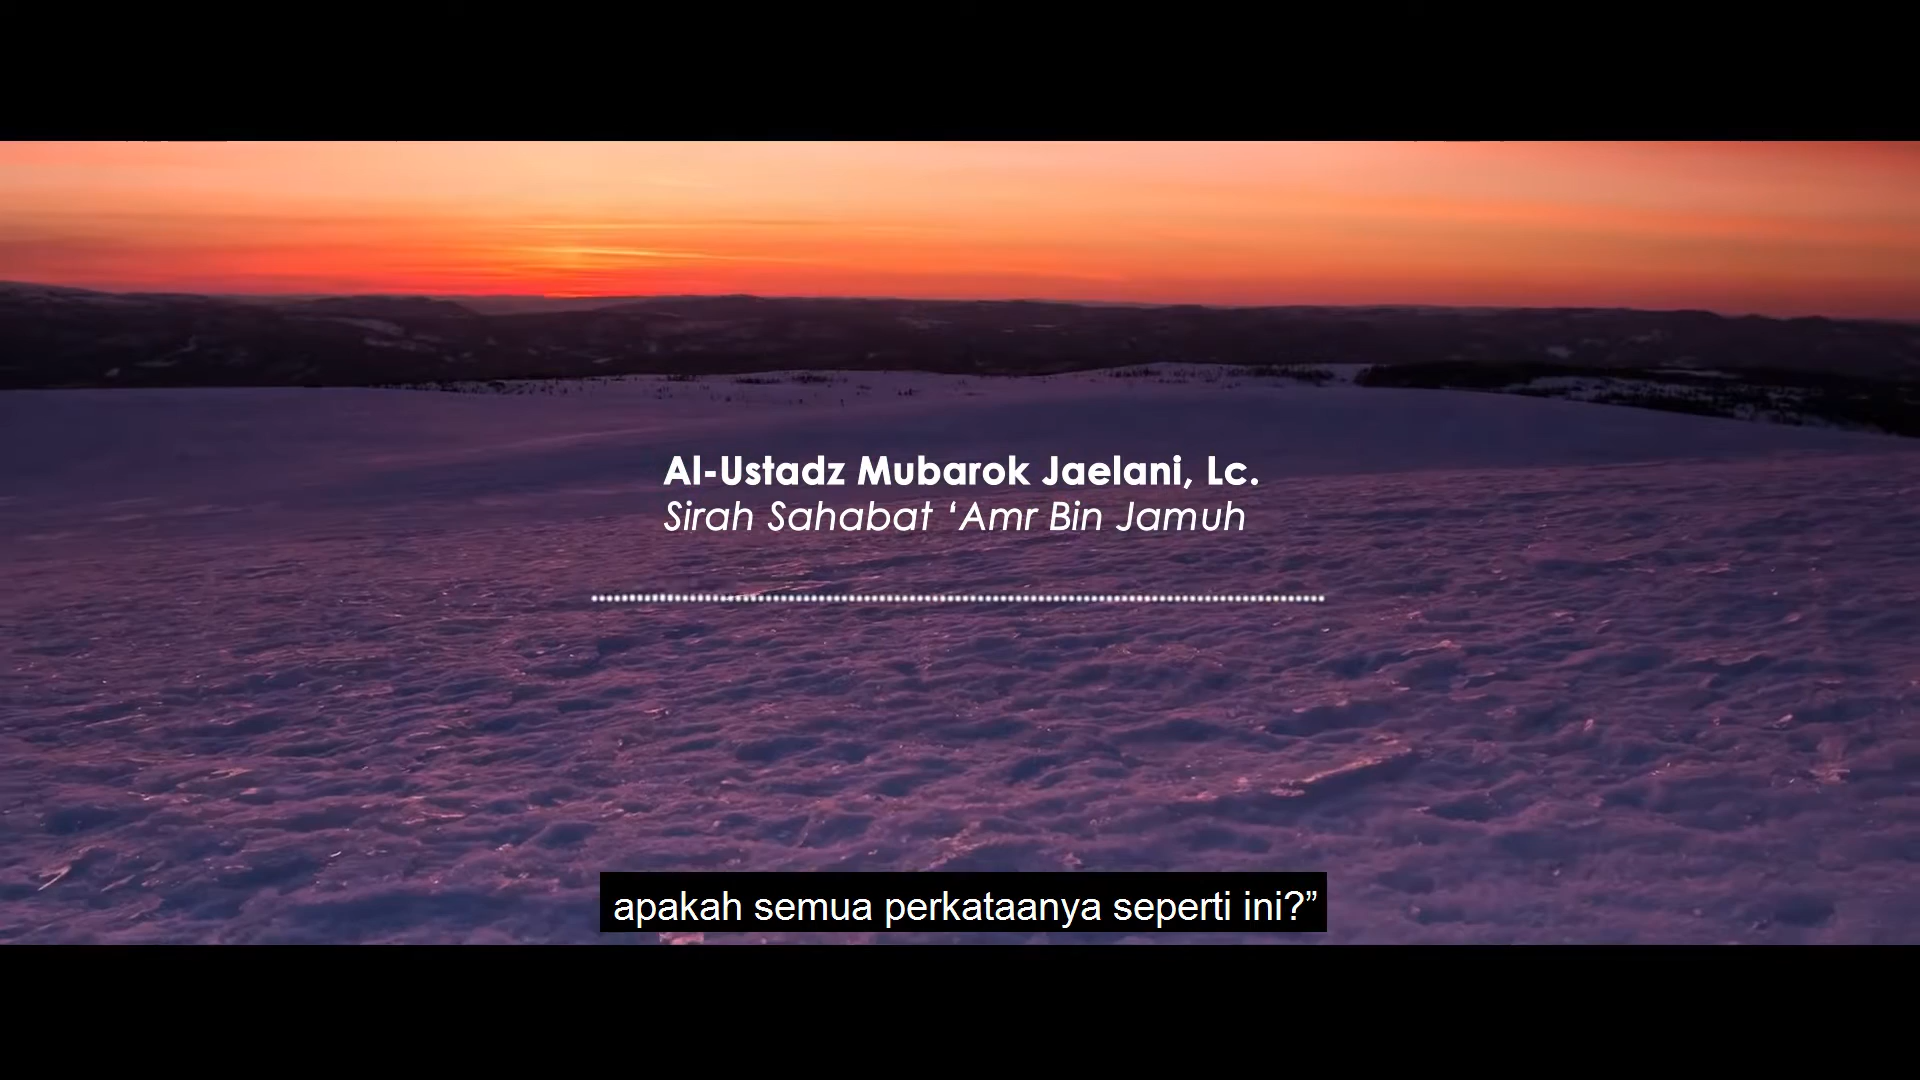 Al-Ustadz Mubarok Jaelani, Lc.
Sirah Sahabat ‘Amr Bin Jamuh
apakah semua perkataanya seperti ini?”